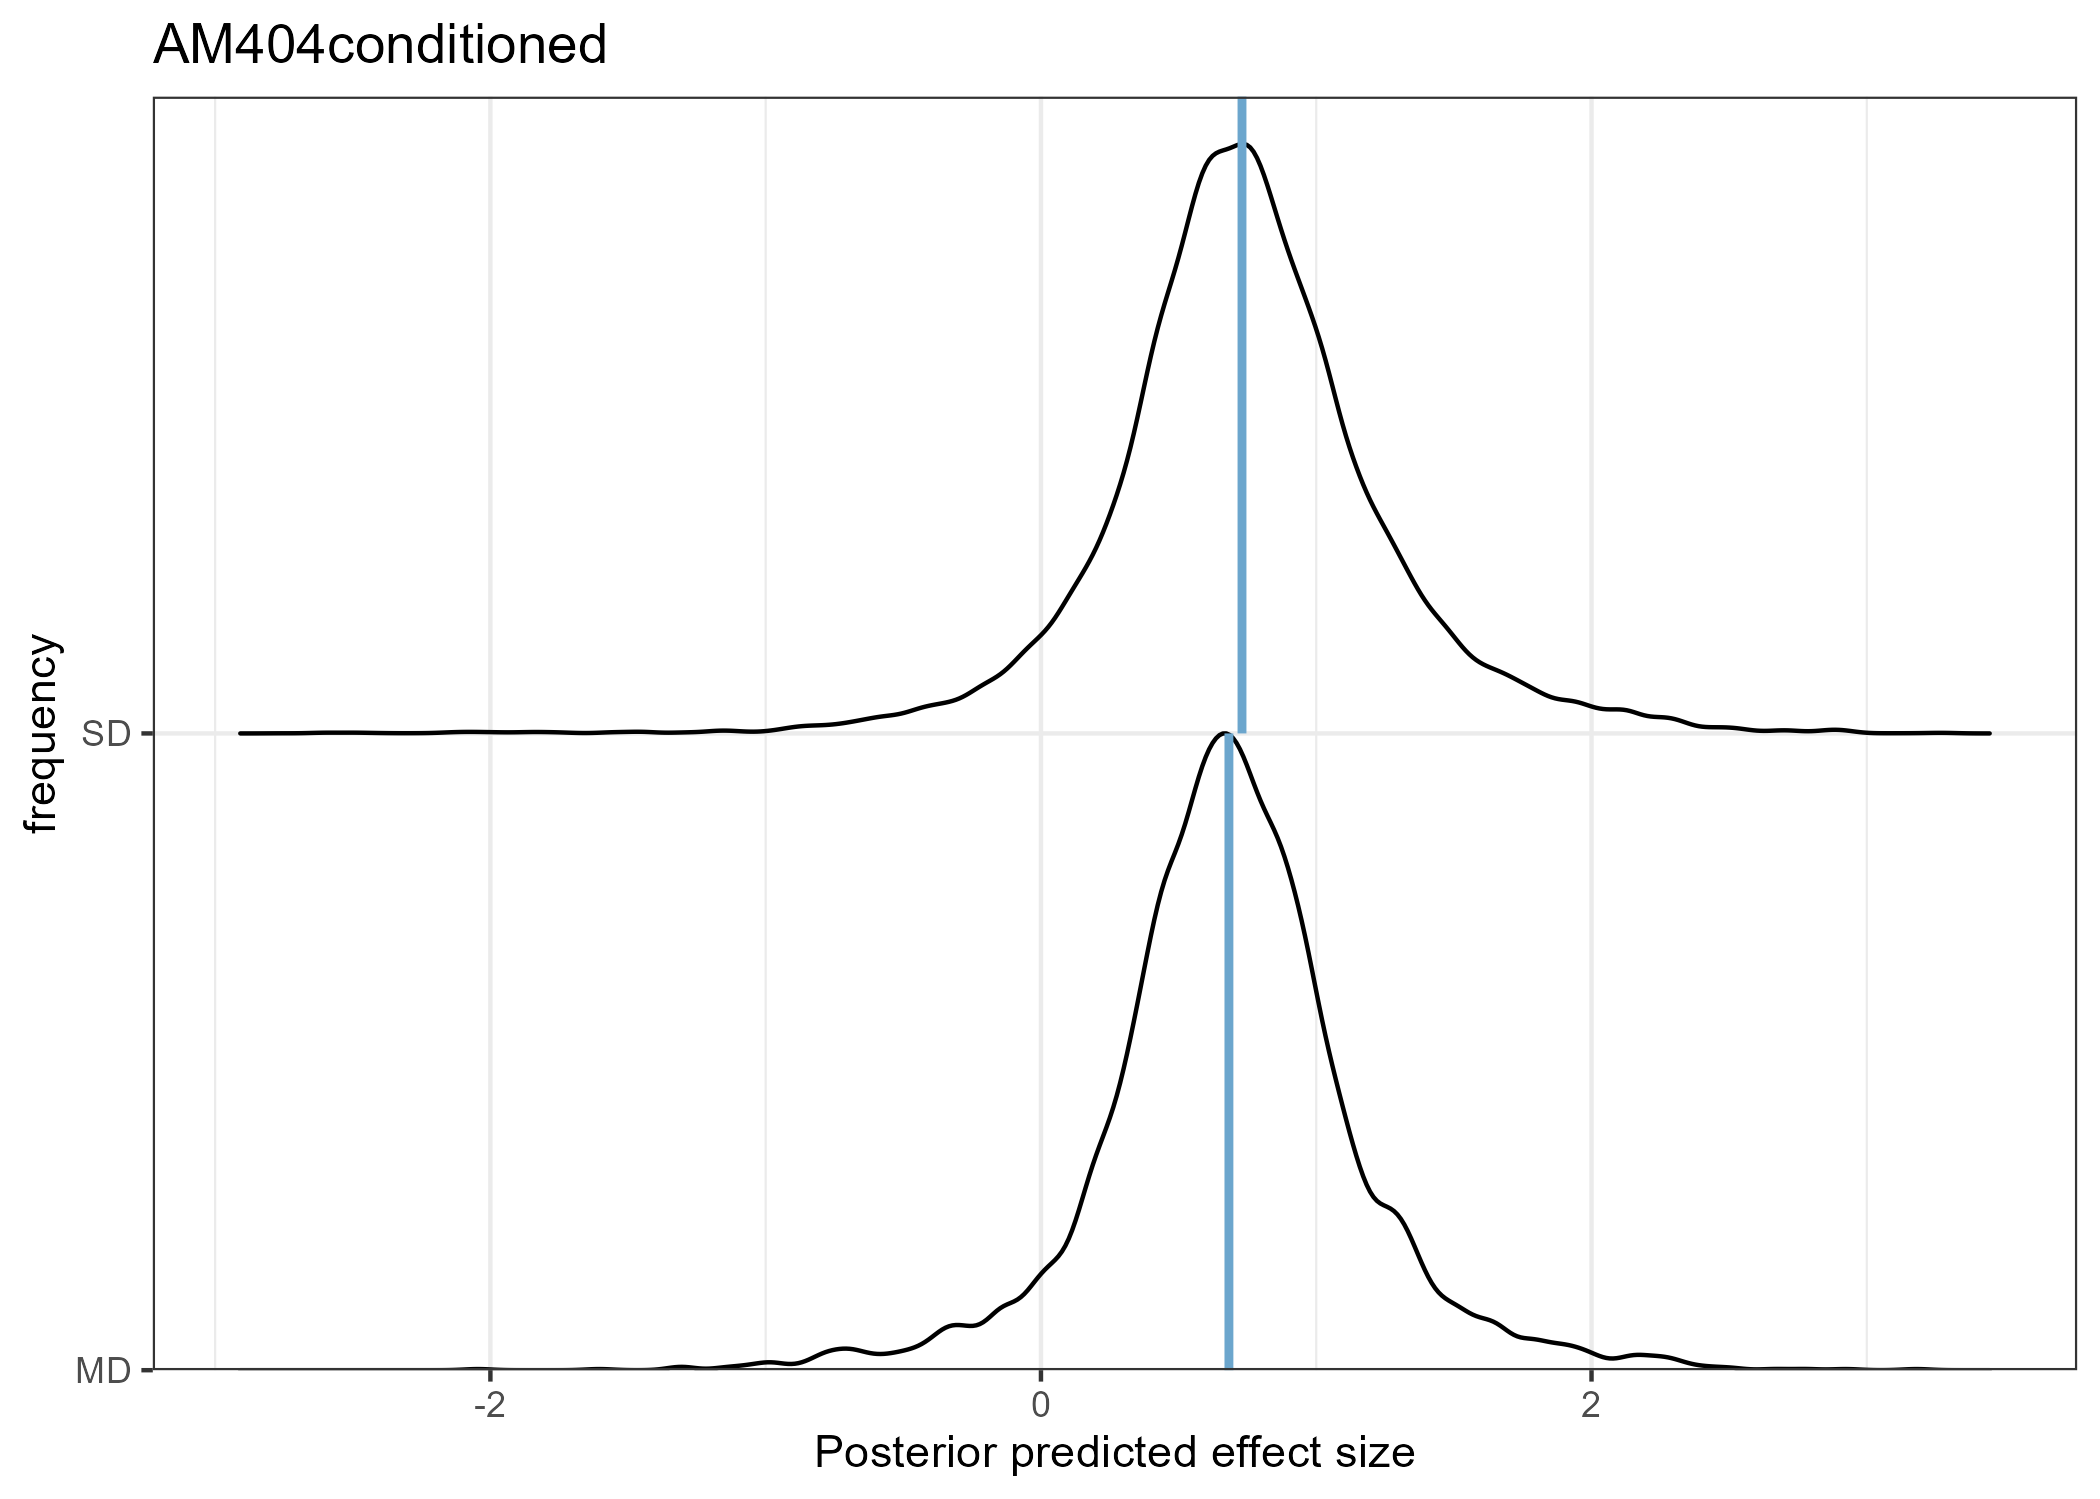 AM404conditioned
frequency
SD
MD
-2 0 2
Posterior predicted effect size